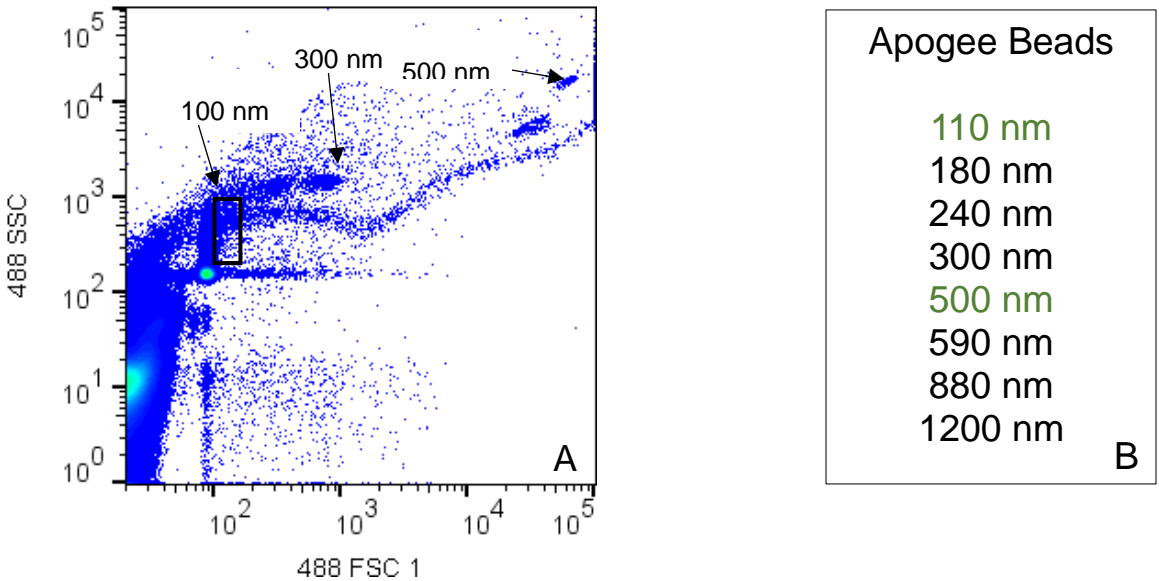 10^5
10^4
10^3
10^2
10^1
10^0
488 SSC
100 nm
300 nm
500 nm
A
10^2
10^3
10^4
10^5
488 FSC 1
Apogee Beads
110 nm
180 nm
240 nm
300 nm
500 nm
590 nm
880 nm
1200 nm
B